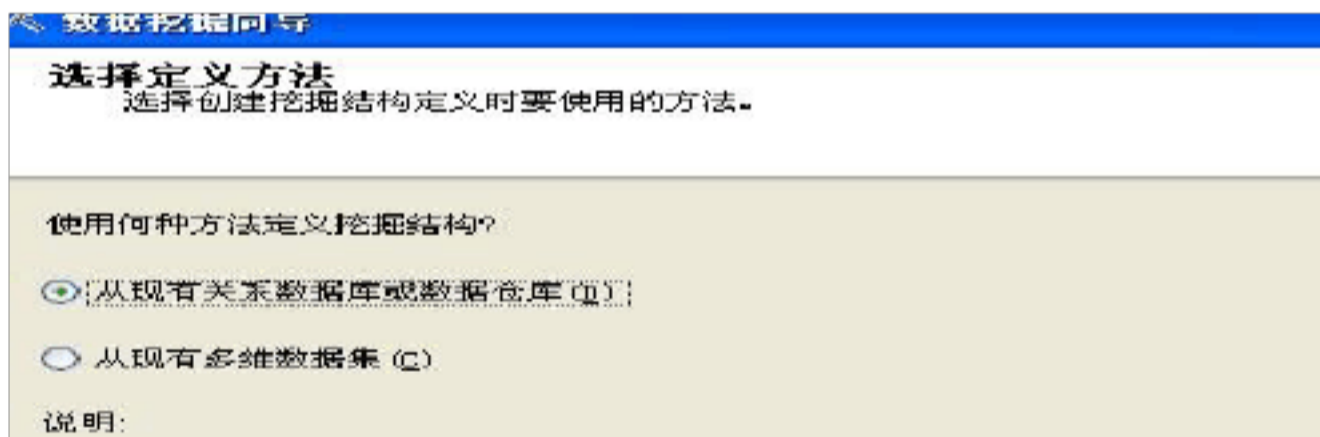 数据挖掘向导
选择定义方法
选择创建挖掘结构定义时要使用的方法。
使用何种方法定义挖掘结构?
从现有关系数据库或数据仓库(D)
从现有多维数据集(C)
说明: